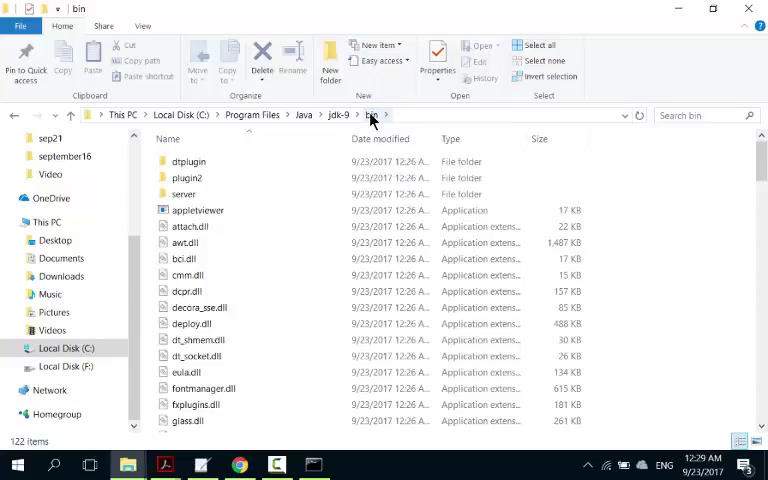 bin
File Home Share View
Pin to Quick access
Copy
Paste
Cut
Copy path
Paste shortcut
Clipboard
Move to
Copy to
Delete
Rename
Organize
New folder
New item
Easy access
New
Properties
Open
Edit
History
Open
Select all
Select none
Invert selection
Select
This PC > Local Disk (C:) > Program Files > Java > jdk-9 > bin >
Search bin
sep21
september16
Video
OneDrive
This PC
Desktop
Documents
Downloads
Music
Pictures
Videos
Local Disk (C:)
Local Disk (F:)
Network
Homegroup
Name Date modified Type Size
dtplugin 9/23/2017 12:26 A... File folder
plugin2 9/23/2017 12:26 A... File folder
server 9/23/2017 12:26 A... File folder
appletviewer 9/23/2017 12:26 A... Application 17 KB
attach.dll 9/23/2017 12:26 A... Application extens... 22 KB
awt.dll 9/23/2017 12:26 A... Application extens... 1,487 KB
bci.dll 9/23/2017 12:26 A... Application extens... 17 KB
cmm.dll 9/23/2017 12:26 A... Application extens... 15 KB
dcpr.dll 9/23/2017 12:26 A... Application extens... 157 KB
decora_sse.dll 9/23/2017 12:26 A... Application extens... 85 KB
deploy.dll 9/23/2017 12:26 A... Application extens... 488 KB
dt_shmem.dll 9/23/2017 12:26 A... Application extens... 30 KB
dt_socket.dll 9/23/2017 12:26 A... Application extens... 26 KB
eula.dll 9/23/2017 12:26 A... Application extens... 134 KB
fontmanager.dll 9/23/2017 12:26 A... Application extens... 615 KB
fxplugins.dll 9/23/2017 12:26 A... Application extens... 181 KB
glass.dll 9/23/2017 12:26 A... Application extens... 261 KB
122 items
ENG
12:29 AM
9/23/2017
3